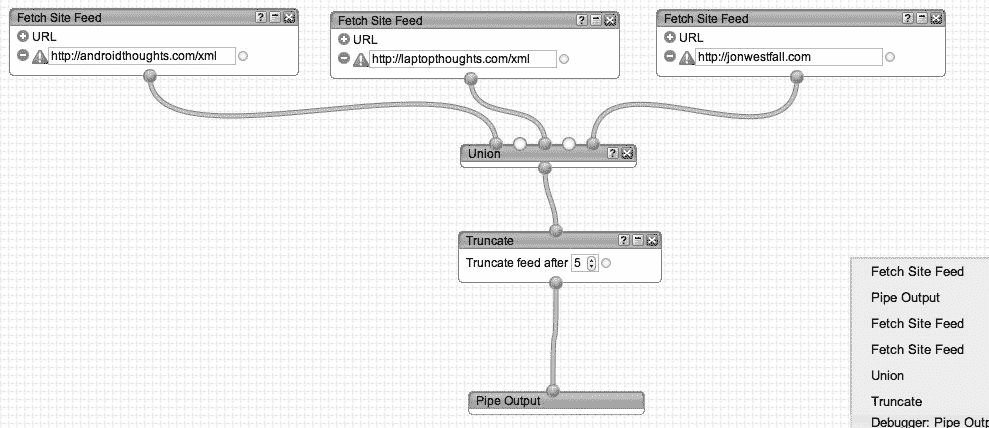 Fetch Site Feed
URL
http://androidthoughts.com/xml
Fetch Site Feed
URL
http://laptopthoughts.com/xml
Fetch Site Feed
URL
http://jonwestfall.com
Union
Truncate
Truncate feed after 5
Pipe Output
Fetch Site Feed
Pipe Output
Fetch Site Feed
Fetch Site Feed
Union
Truncate
Debugger: Pipe Outp